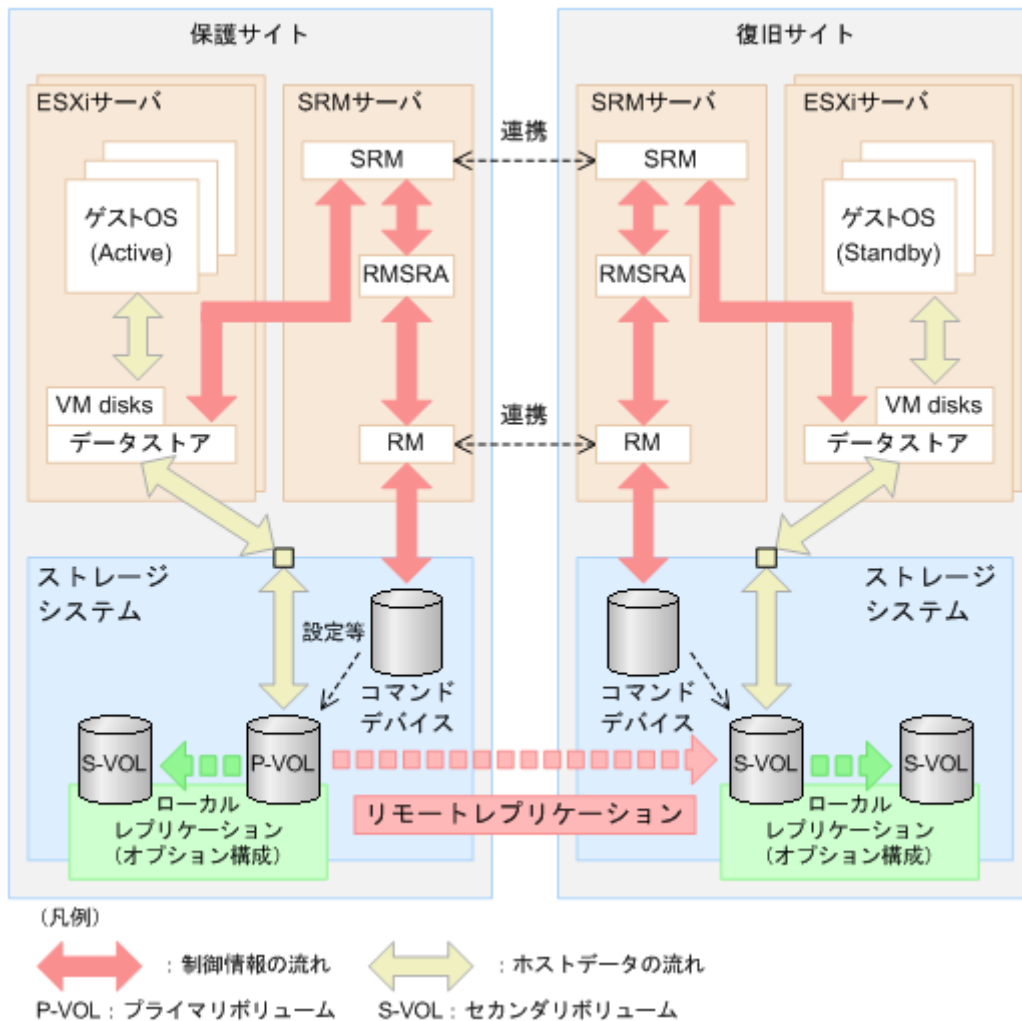 保護サイト
ESXiサーバ
ゲストOS
(Active)
VM disks
データストア
SRMサーバ
SRM
RMSRA
RM
連携
連携
復旧サイト
SRMサーバ
SRM
RMSRA
RM
ESXiサーバ
ゲストOS
(Standby)
VM disks
データストア
ストレージ
システム
設定等
コマンド
デバイス
S-VOL
P-VOL
ローカル
レプリケーション
(オプション構成)
リモートレプリケーション
ストレージ
システム
コマンド
デバイス
S-VOL
S-VOL
ローカル
レプリケーション
(オプション構成)
(凡例)
：制御情報の流れ
：ホストデータの流れ
P-VOL：プライマリボリューム
S-VOL：セカンダリボリューム